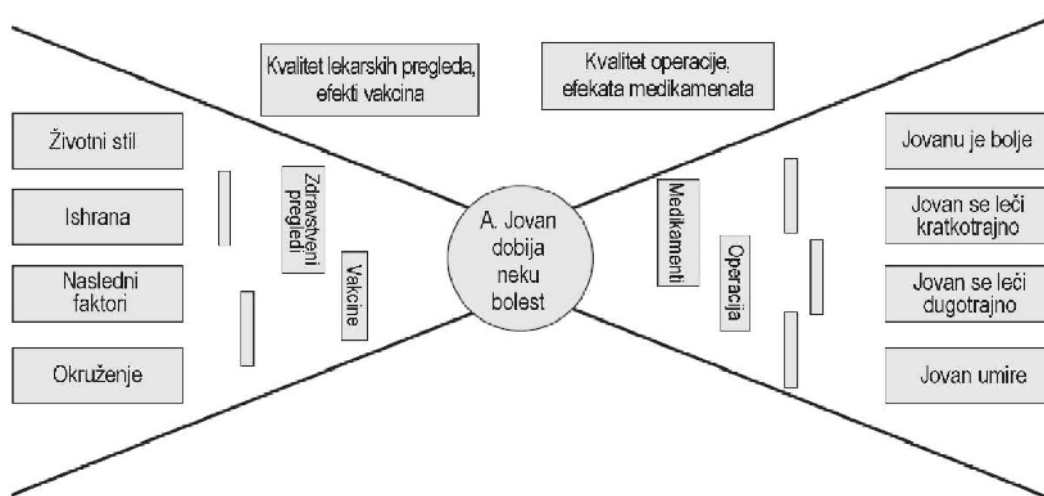 Kvalitet lekarskih pregleda,
efekti vakcina
Kvalitet operacije,
efekata medikamenata
Životni stil
Ishrana
Nasledni
faktori
Okruženje
Zdravstveni
pregledi
Vakcine
A. Jovan
dobija
neku
bolest
Medikamenti
Operacija
Jovanu je bolje
Jovan se leči
kratkotrajno
Jovan se leči
dugotrajno
Jovan umire